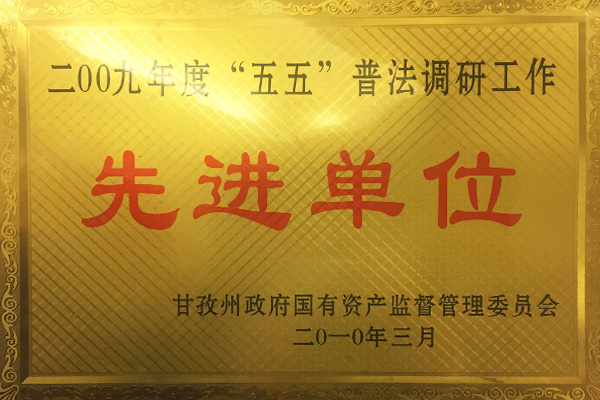 二00九年度“五五”普法调研工作
先进单位
甘孜州政府国有资产监督管理委员会
二0一0年三月